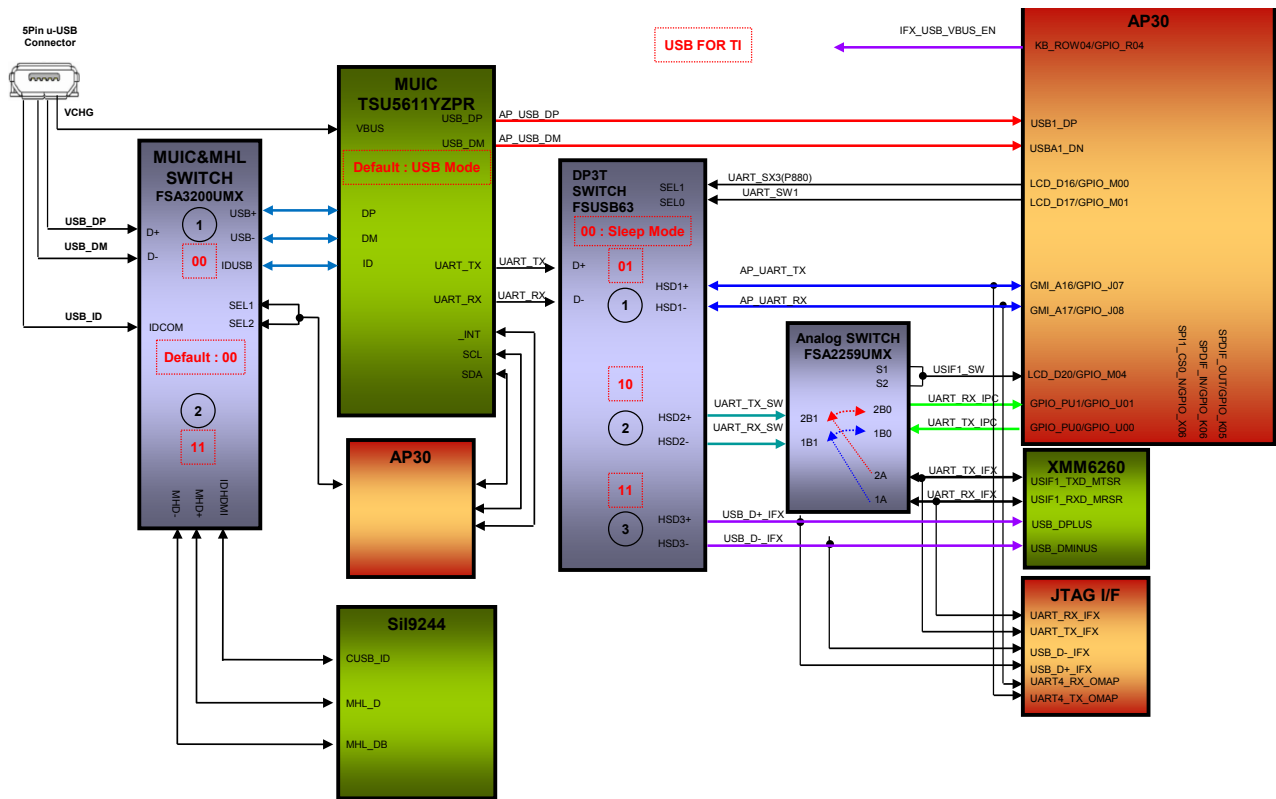 5Pin u-USB
Connector
VCHG
USB_DP
USB_DM
USB_ID
MUIC&MHL
SWITCH
FSA3200UMX
D+
D-
IDCOM
1
00
USB+
USB-
IDUSB
SEL1
SEL2
Default : 00
2
11
MHD-
MHD+
IDHDMI
MUIC
TSU5611YZPR
VBUS
USB_DP
USB_DM
Default : USB Mode
DP
DM
ID
UART_TX
UART_RX
_INT
SCL
SDA
AP30
Sil9244
CUSB_ID
MHL_D
MHL_DB
AP_USB_DP
AP_USB_DM
UART_TX
UART_RX
USB FOR TI
IFX_USB_VBUS_EN
DP3T
SWITCH
FSUSB63
SEL1
SEL0
00 : Sleep Mode
D+
D-
01
1
HSD1+
HSD1-
10
2
HSD2+
HSD2-
11
3
HSD3+
HSD3-
UART_SX3(P880)
UART_SW1
AP_UART_TX
AP_UART_RX
UART_TX_SW
UART_RX_SW
USB_D+_IFX
USB_D-_IFX
Analog SWITCH
FSA2259UMX
S1
S2
2B1
1B1
2B0
1B0
2A
1A
USIF1_SW
UART_RX_IPC
UART_TX_IPC
UART_TX_IFX
UART_RX_IFX
AP30
KB_ROW04/GPIO_R04
USB1_DP
USBA1_DN
LCD_D16/GPIO_M00
LCD_D17/GPIO_M01
GMI_A16/GPIO_J07
GMI_A17/GPIO_J08
LCD_D20/GPIO_M04
GPIO_PU1/GPIO_U01
GPIO_PU0/GPIO_U00
SPI1_CS0_N/GPIO_X06
SPDIF_IN/GPIO_K06
SPDIF_OUT/GPIO_K05
XMM6260
USIF1_TXD_MTSR
USIF1_RXD_MRSR
USB_DPLUS
USB_DMINUS
JTAG I/F
UART_RX_IFX
UART_TX_IFX
USB_D-_IFX
USB_D+_IFX
UART4_RX_OMAP
UART4_TX_OMAP